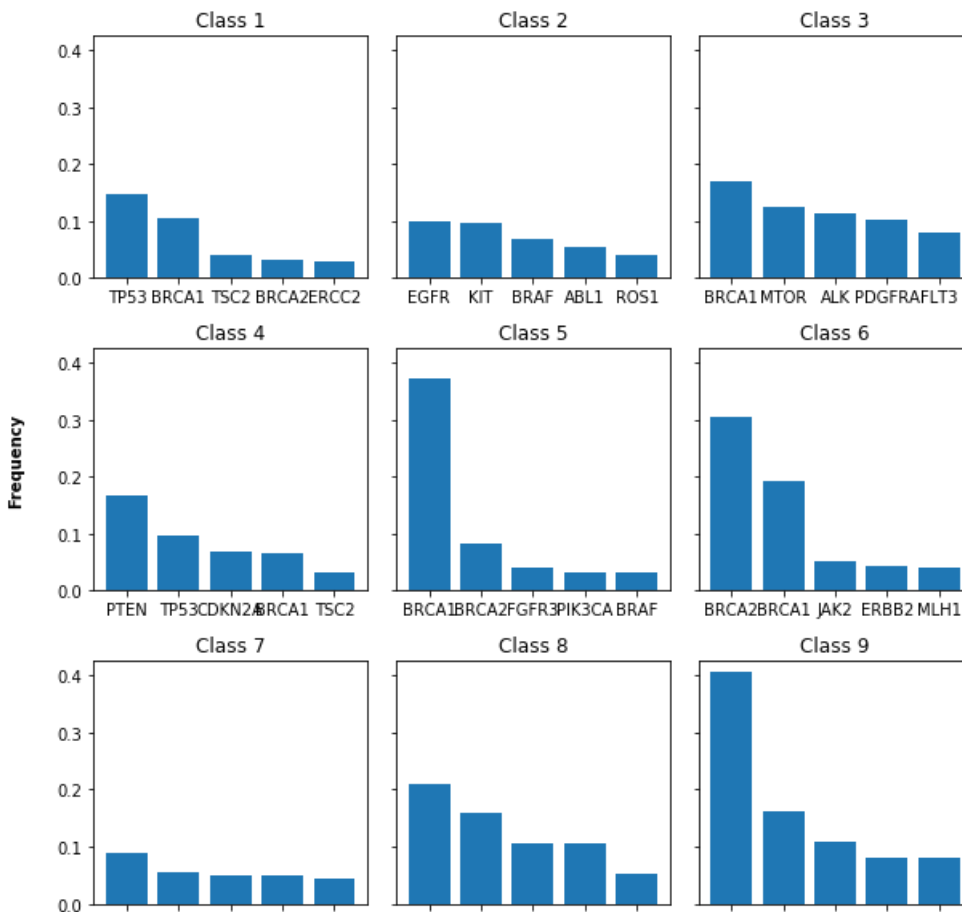 Class 1 Class 2 Class 3
0.4
0.3
0.2
0.1
0.0
TP53 BRCA1 TSC2 BRCA2 ERCC2 EGFR KIT BRAF ABL1 ROS1 BRCA1 MTOR ALK PDGFRA FLT3
Class 4 Class 5 Class 6
0.4
0.3
0.2
0.1
0.0
Frequency
PTEN TP53 CDKN2A BRCA1 TSC2 BRCA1 BRCA2 FGFR3 PIK3CA BRAF BRCA2 BRCA1 JAK2 ERBB2 MLH1
Class 7 Class 8 Class 9
0.4
0.3
0.2
0.1
0.0